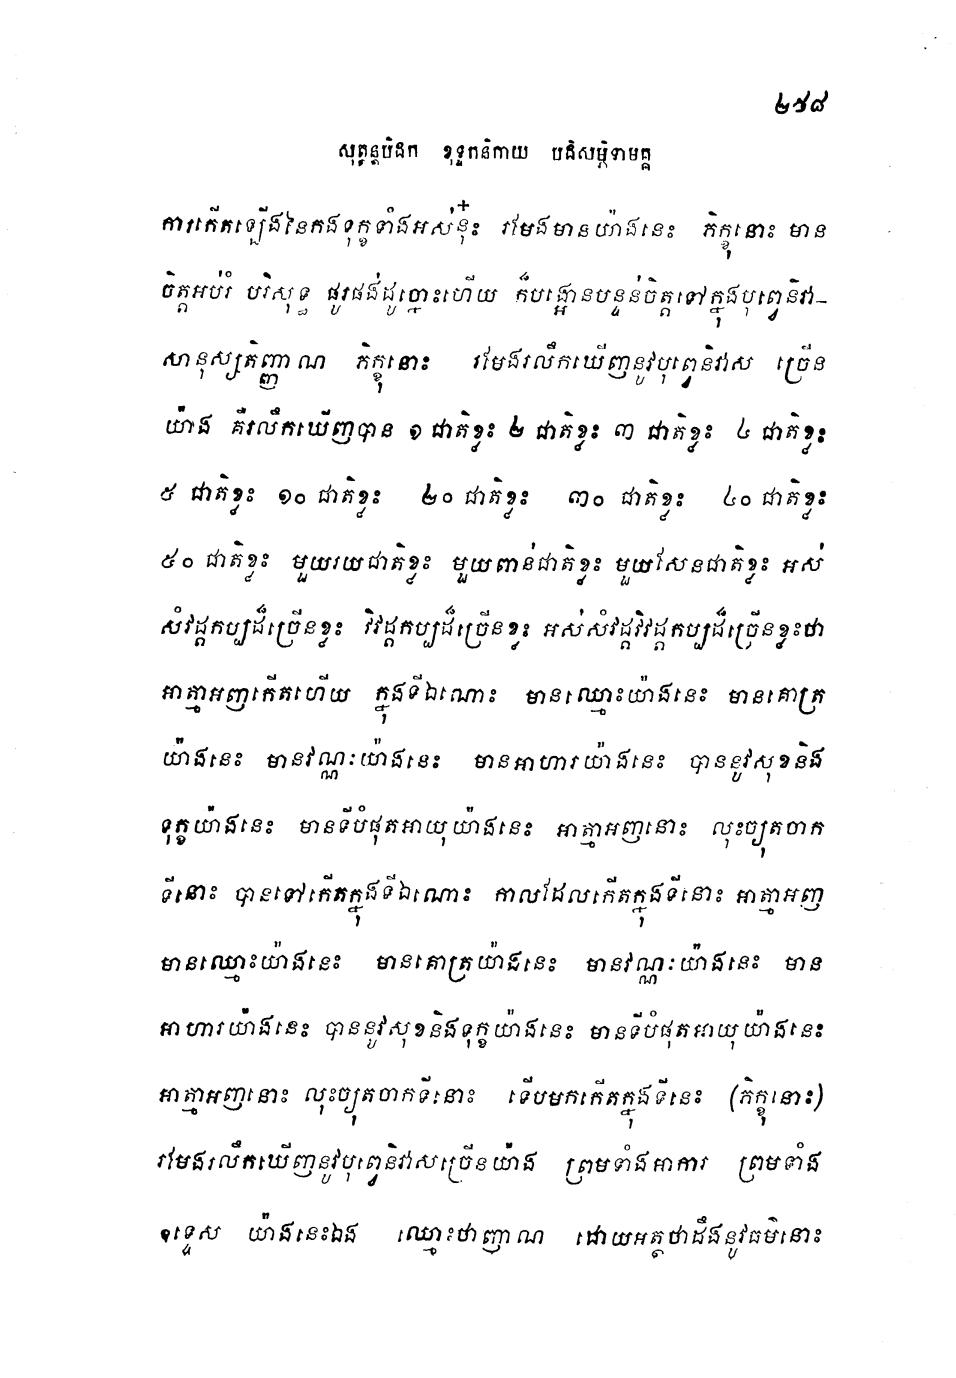 ២៧៨
សុត្តន្តបិដក ខុទ្ទកនិកាយ បដិសម្ភិទាមគ្គ
ការកើតឡើងនៃកងទុក្ខទាំងអស់នុ៎ះ រមែងមានយ៉ាងនេះ ភិក្ខុនោះ មាន
ចិត្តអប់រំ បរិសុទ្ធ ផូរផង់ដូច្នោះហើយ ក៏បង្អោនបន្ទន់ចិត្តទៅក្នុងបុព្វេនិវា-
សានុស្សតិញ្ញាណ ភិក្ខុនោះ រមែងរលឹកឃើញនូវបុព្វេនិវាស ច្រើន
យ៉ាង គឺរលឹកឃើញបាន ១ ជាតិខ្លះ ២ ជាតិខ្លះ ៣ ជាតិខ្លះ ៤ ជាតិខ្លះ
៥ ជាតិខ្លះ ១០ ជាតិខ្លះ ២០ ជាតិខ្លះ ៣០ ជាតិខ្លះ ៤០ ជាតិខ្លះ
៥០ ជាតិខ្លះ មួយរយជាតិខ្លះ មួយពាន់ជាតិខ្លះ មួយសែនជាតិខ្លះ អស់
សំវដ្តកប្បដ៏ច្រើនខ្លះ វិវដ្តកប្បដ៏ច្រើនខ្លះ អស់សំវដ្តវិវដ្តកប្បដ៏ច្រើនខ្លះថា
អាត្មាអញកើតហើយ ក្នុងទីឯណោះ មានឈ្មោះយ៉ាងនេះ មានគោត្រ
យ៉ាងនេះ មានវណ្ណៈយ៉ាងនេះ មានអាហារយ៉ាងនេះ បាននូវសុខនិង
ទុក្ខយ៉ាងនេះ មានទីបំផុតអាយុយ៉ាងនេះ អាត្មាអញនោះ លុះច្យុតចាក
ទីនោះ បានទៅកើតក្នុងទីឯណោះ កាលដែលកើតក្នុងទីនោះ អាត្មាអញ
មានឈ្មោះយ៉ាងនេះ មានគោត្រយ៉ាងនេះ មានវណ្ណៈយ៉ាងនេះ មាន
អាហារយ៉ាងនេះ បាននូវសុខនិងទុក្ខយ៉ាងនេះ មានទីបំផុតអាយុយ៉ាងនេះ
អាត្មាអញនោះ លុះច្យុតចាកទីនោះ ទើបមកកើតក្នុងទីនេះ (ភិក្ខុនោះ)
រមែងរលឹកឃើញនូវបុព្វេនិវាសច្រើនយ៉ាង ព្រមទាំងអាការ ព្រមទាំង
ឧទ្ទេស យ៉ាងនេះឯង ឈ្មោះថាញាណ ដោយអត្ថថាដឹងនូវធម៌នោះ